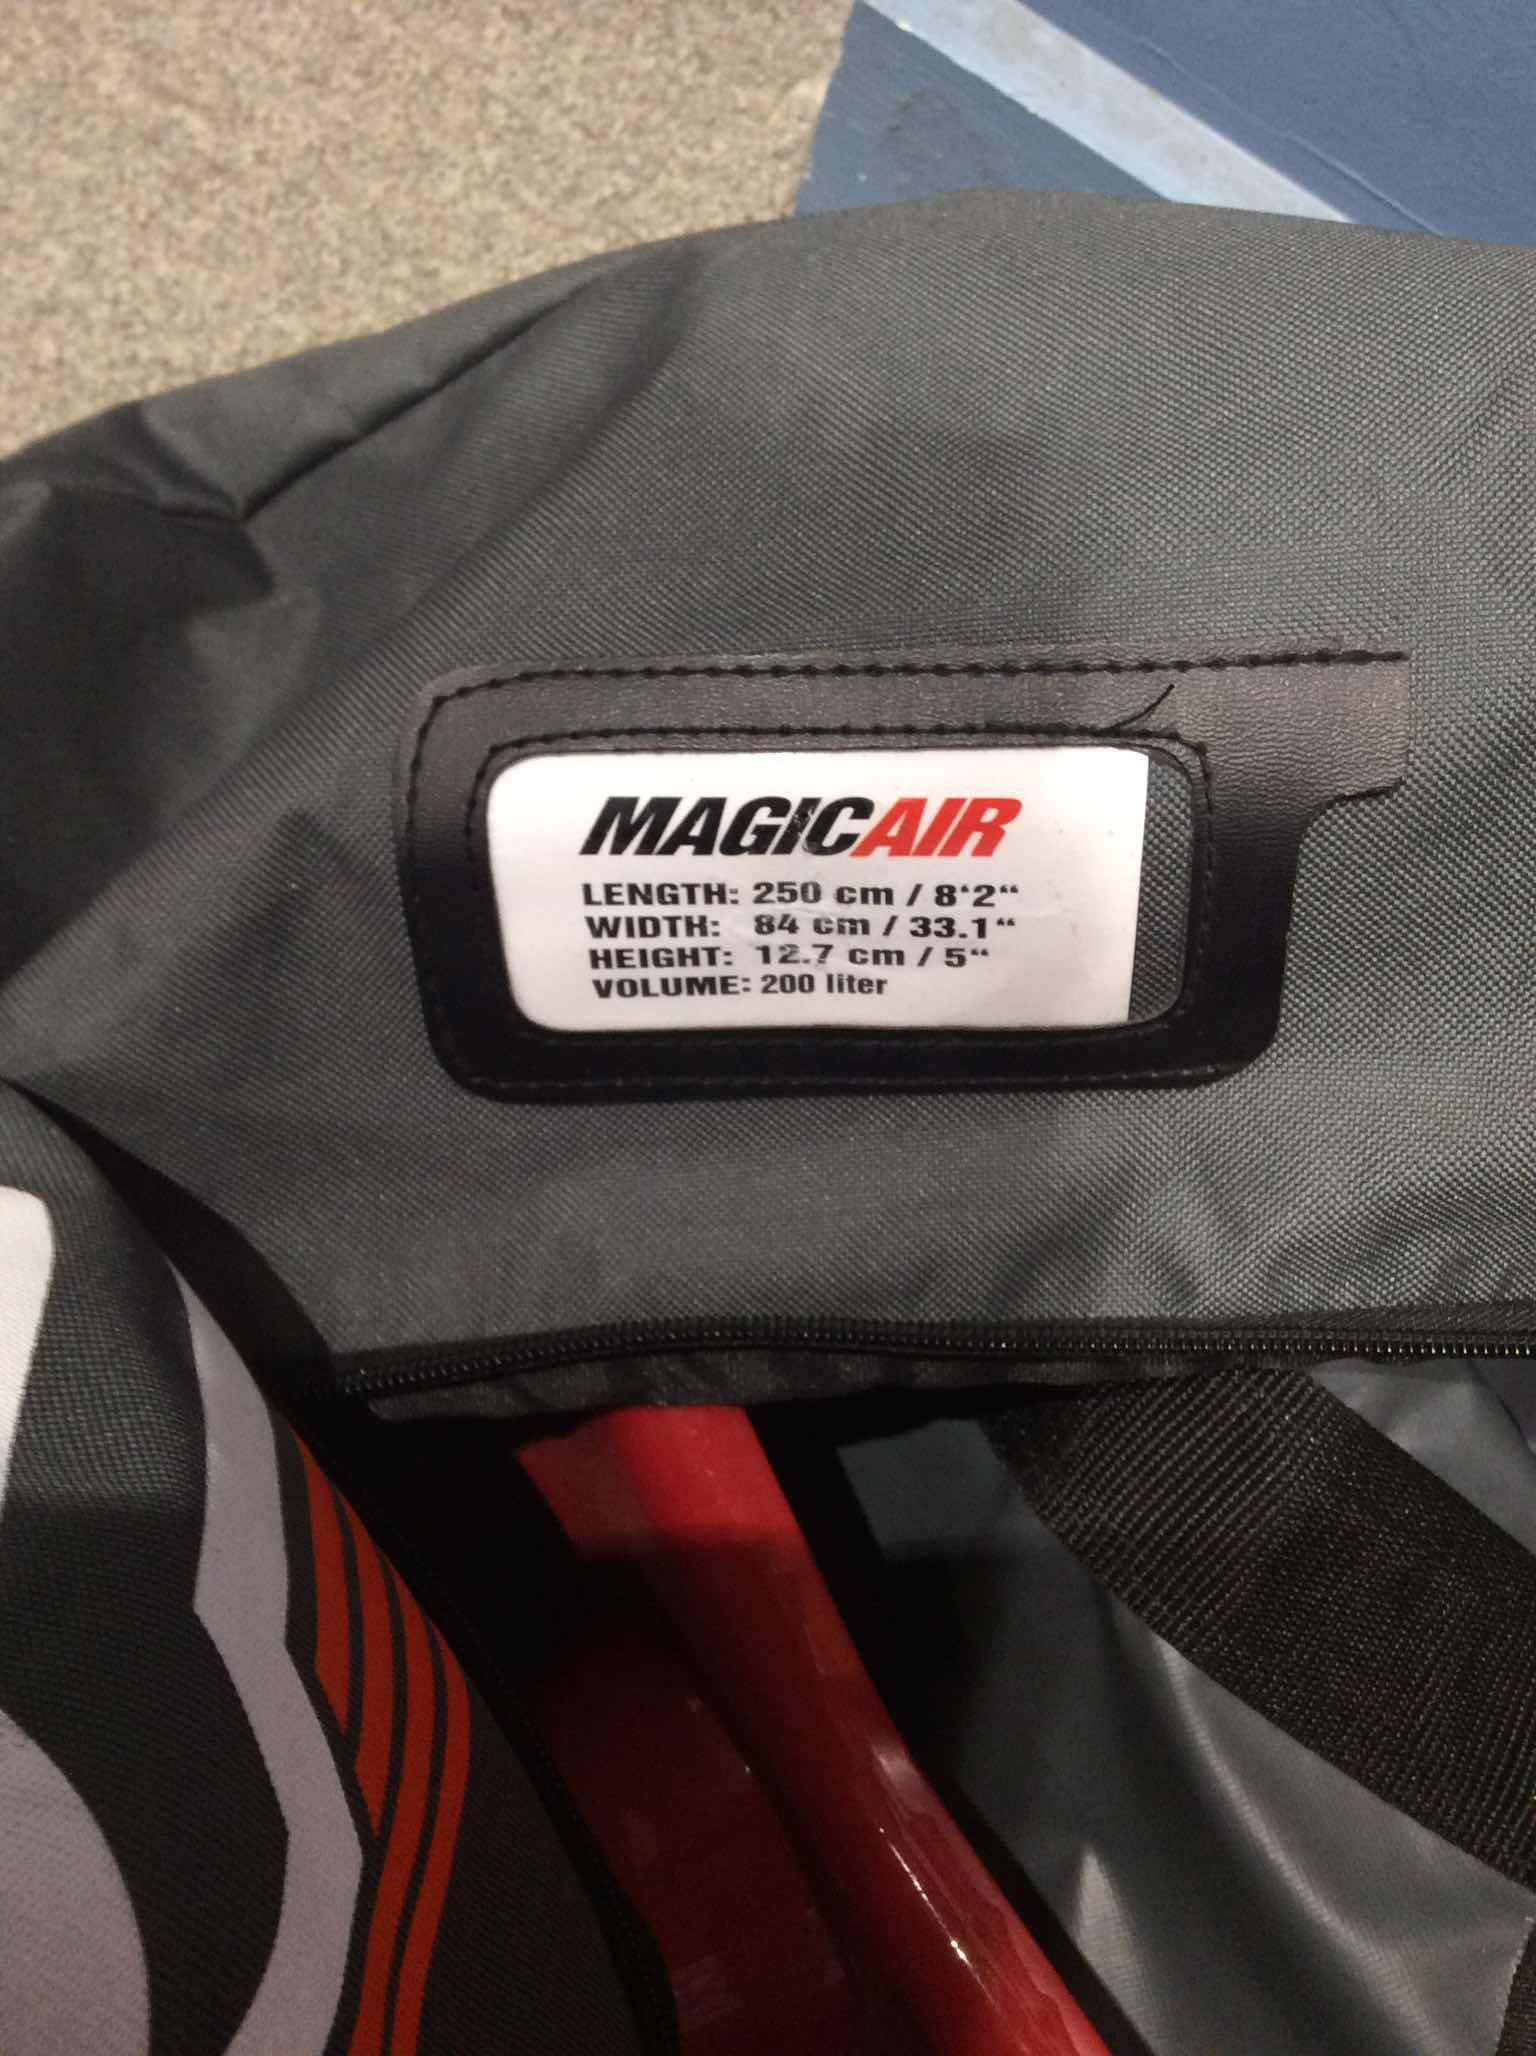 MAGICAIR
LENGTH: 250 cm / 8‘2“
WIDTH: 84 cm / 33.1“
HEIGHT: 12.7 cm / 5“
VOLUME: 200 liter